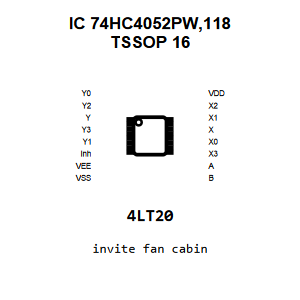 IC 74HC4052PW,118
TSSOP 16
Y0 VDD
Y2 X2
Y X1
Y3 X
Y1 X0
Inh X3
VEE A
VSS B
4LT20
invite fan cabin